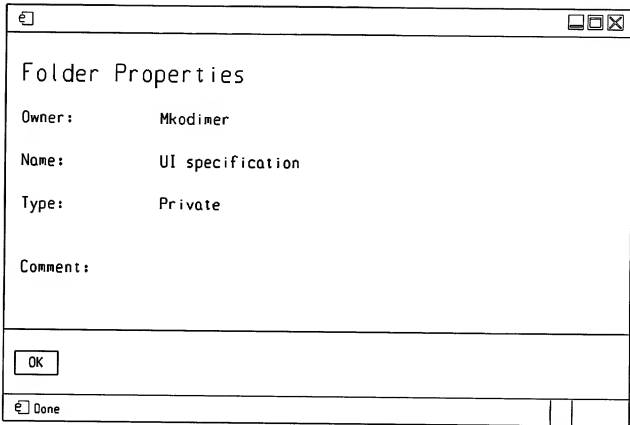 Folder Properties
Owner: Mkodimer
Name: UI specification
Type: Private
Comment:
OK
Done